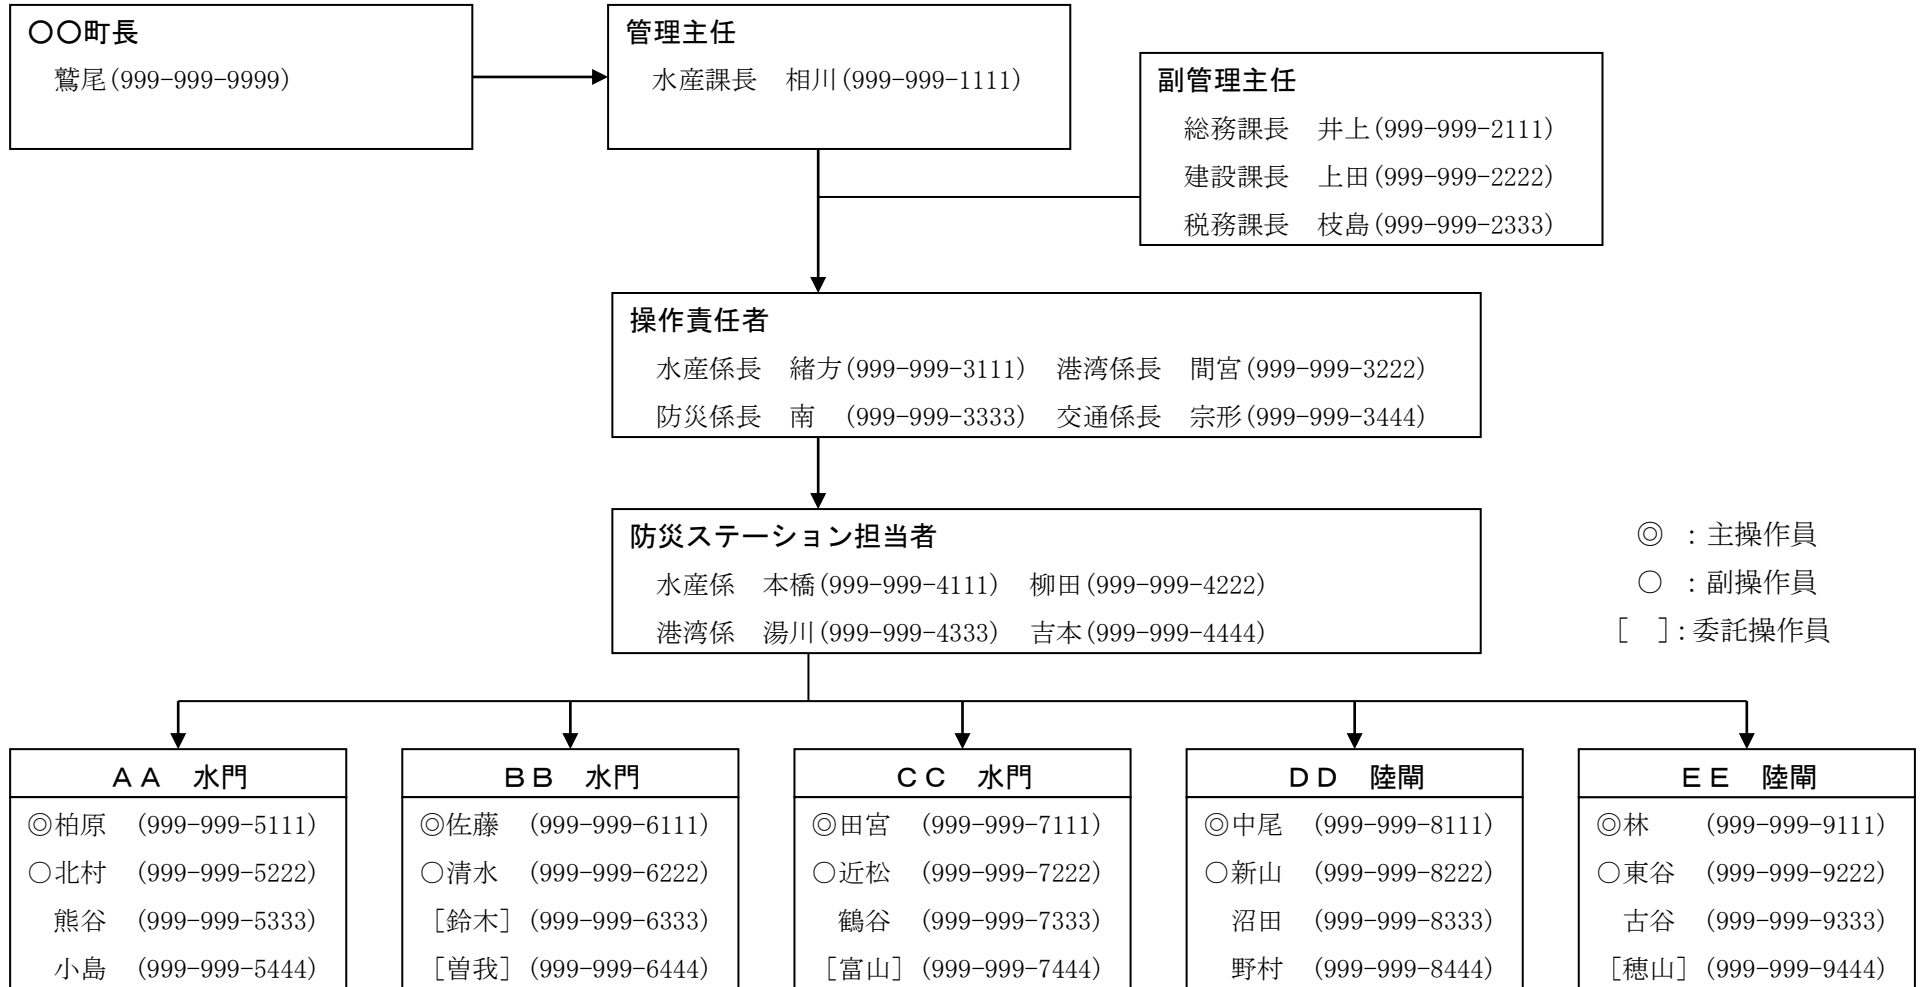 〇〇町長
鷲尾(999-999-9999)
管理主任
水産課長　相川(999-999-1111)
副管理主任
総務課長　井上(999-999-2111)
建設課長　上田(999-999-2222)
税務課長　枝島(999-999-2333)
操作責任者
水産係長　緒方(999-999-3111)　港湾係長　間宮(999-999-3222)
防災係長　南　(999-999-3333)　交通係長　宗形(999-999-3444)
防災ステーション担当者
水産係　本橋(999-999-4111)　柳田(999-999-4222)
港湾係　湯川(999-999-4333)　吉本(999-999-4444)
◎　：主操作員
○　：副操作員
［　］：委託操作員
ＡＡ　水門
◎柏原　(999-999-5111)
○北村　(999-999-5222)
熊谷　(999-999-5333)
小島　(999-999-5444)
ＢＢ　水門
◎佐藤　(999-999-6111)
○清水　(999-999-6222)
［鈴木］(999-999-6333)
［曽我］(999-999-6444)
ＣＣ　水門
◎田宮　(999-999-7111)
○近松　(999-999-7222)
鶴谷　(999-999-7333)
［富山］(999-999-7444)
ＤＤ　陸閘
◎中尾　(999-999-8111)
○新山　(999-999-8222)
沼田　(999-999-8333)
野村　(999-999-8444)
ＥＥ　陸閘
◎林　　(999-999-9111)
○東谷　(999-999-9222)
古谷　(999-999-9333)
［穂山］(999-999-9444)